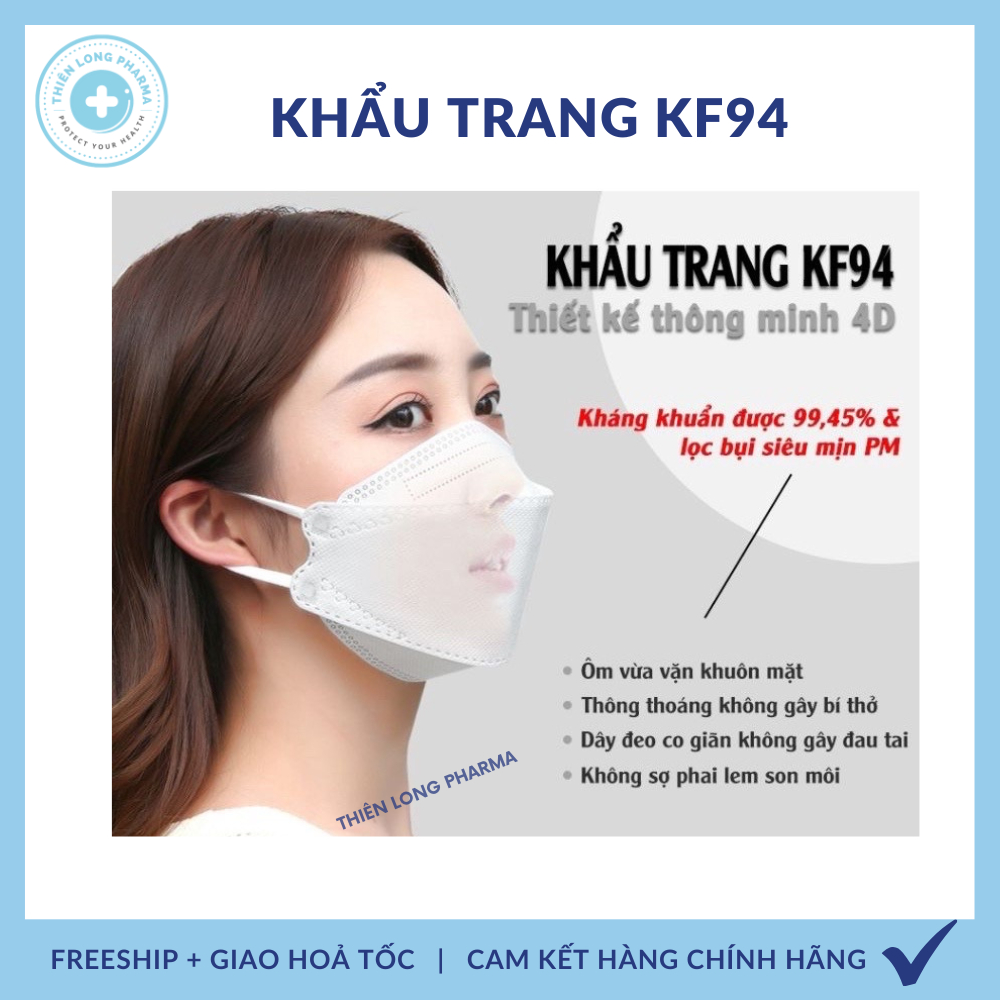 THIÊN LONG PHARMA
PROTECT YOUR HEALTH
KHẨU TRANG KF94
KHẨU TRANG KF94
Thiết kế thông minh 4D
Kháng khuẩn được 99,45% &
lọc bụi siêu mịn PM
Ôm vừa vặn khuôn mặt
Thông thoáng không gây bí thở
Dây đeo co giãn không gây đau tai
Không sợ phai lem son môi
THIÊN LONG PHARMA
FREESHIP + GIAO HOẢ TỐC | CAM KẾT HÀNG CHÍNH HÃNG